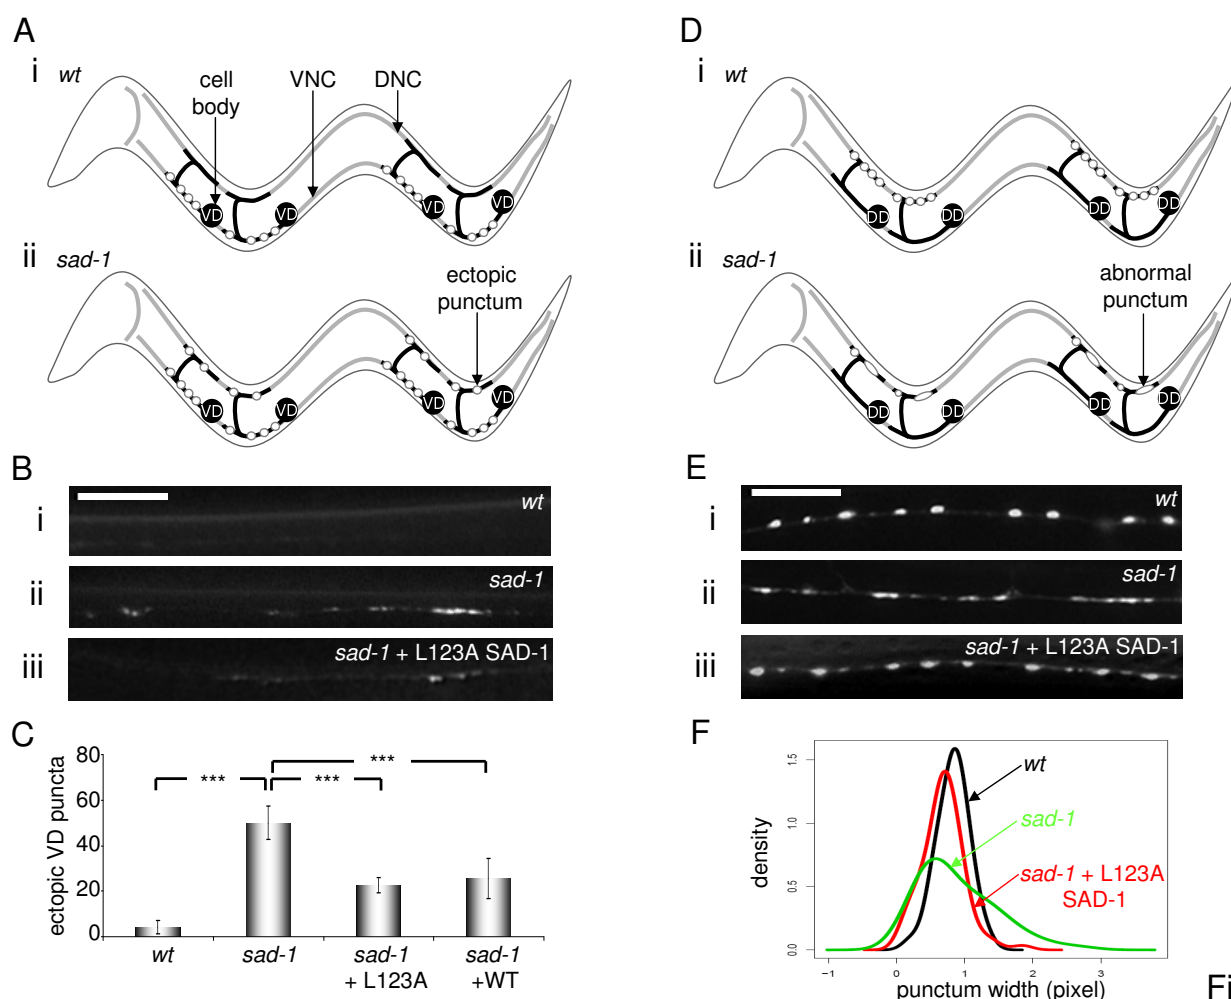 A
i wt
cell
body
VNC
DNC
VD
VD
VD
VD
ii sad-1
ectopic
punctum
VD
VD
VD
VD
B
i
wt
ii
sad-1
iii
sad-1 + L123A SAD-1
C
ectopic VD puncta
80
60
40
20
0
***
***
***
wt
sad-1
sad-1
+ L123A
sad-1
+WT
D
i wt
DD
DD
DD
DD
ii sad-1
abnormal
punctum
DD
DD
DD
DD
E
i
wt
ii
sad-1
iii
sad-1 + L123A SAD-1
F
density
1.5
1.0
0.5
0.0
wt
sad-1
sad-1 + L123A
SAD-1
-1
0
1
2
3
punctum width (pixel)
Fi